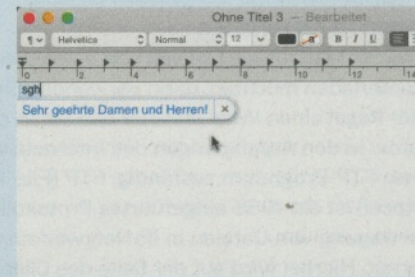 Ohne Titel 3 — Bearbeitet
¶ Helvetica Normal 12 a B I U
0 2 4 6 8 10 12 14
sgh
Sehr geehrte Damen und Herren! ×